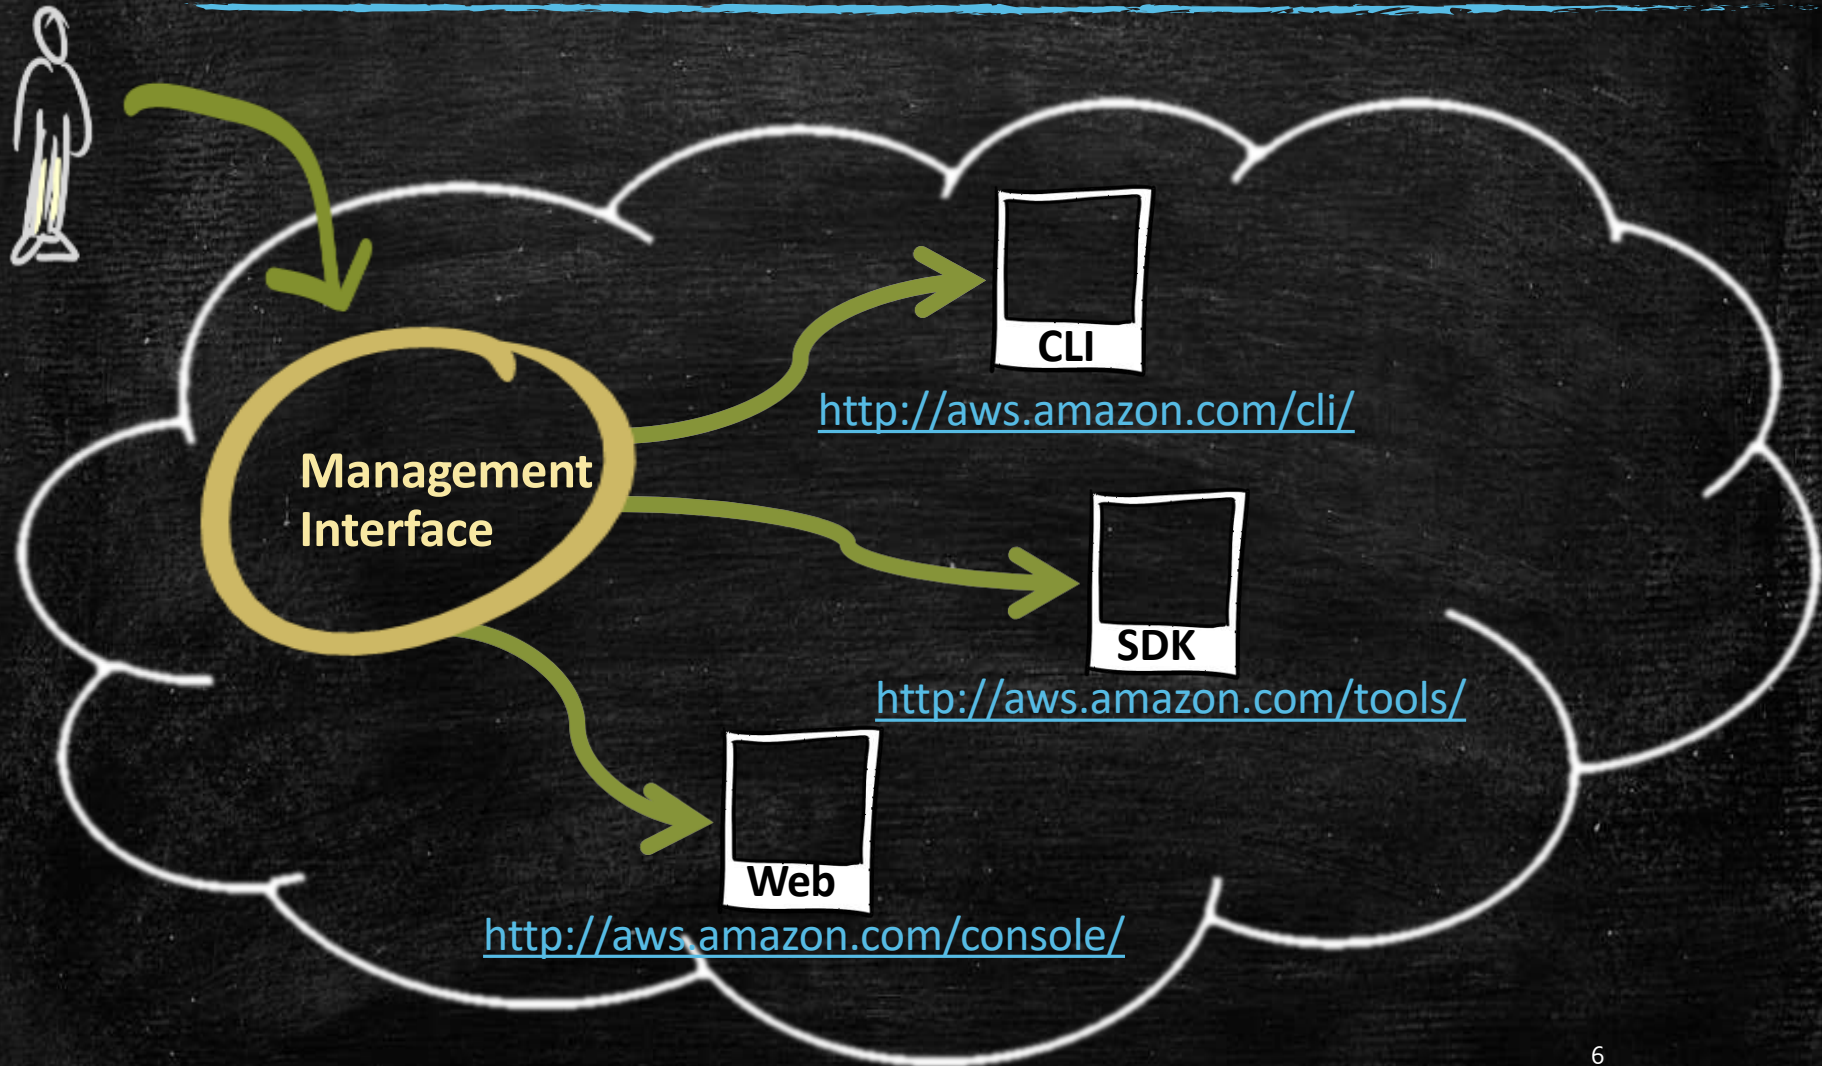 CLI
http://aws.amazon.com/cli/
Management
Interface
SDK
http://aws.amazon.com/tools/
Web
http://aws.amazon.com/console/
6